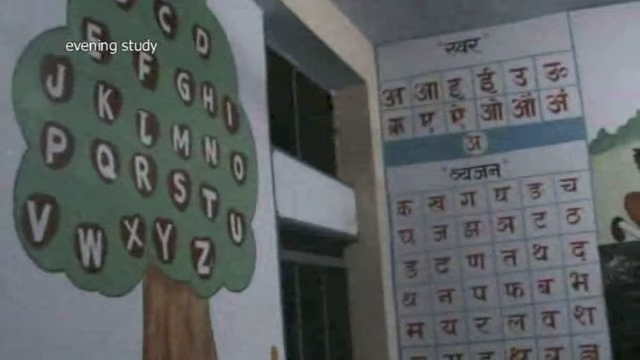 evening study
C D
E F G H I
J K L M N O
P Q R S T U
V W X Y Z
"स्वर"
अ आ इ ई उ ऊ
ऋ ए ऐ ओ औ अं
अ
"व्यंजन"
क ख ग घ ड च
छ ज झ ञ ट ठ
ड ढ ण त थ द
ध न प फ ब भ
म य र ल व श